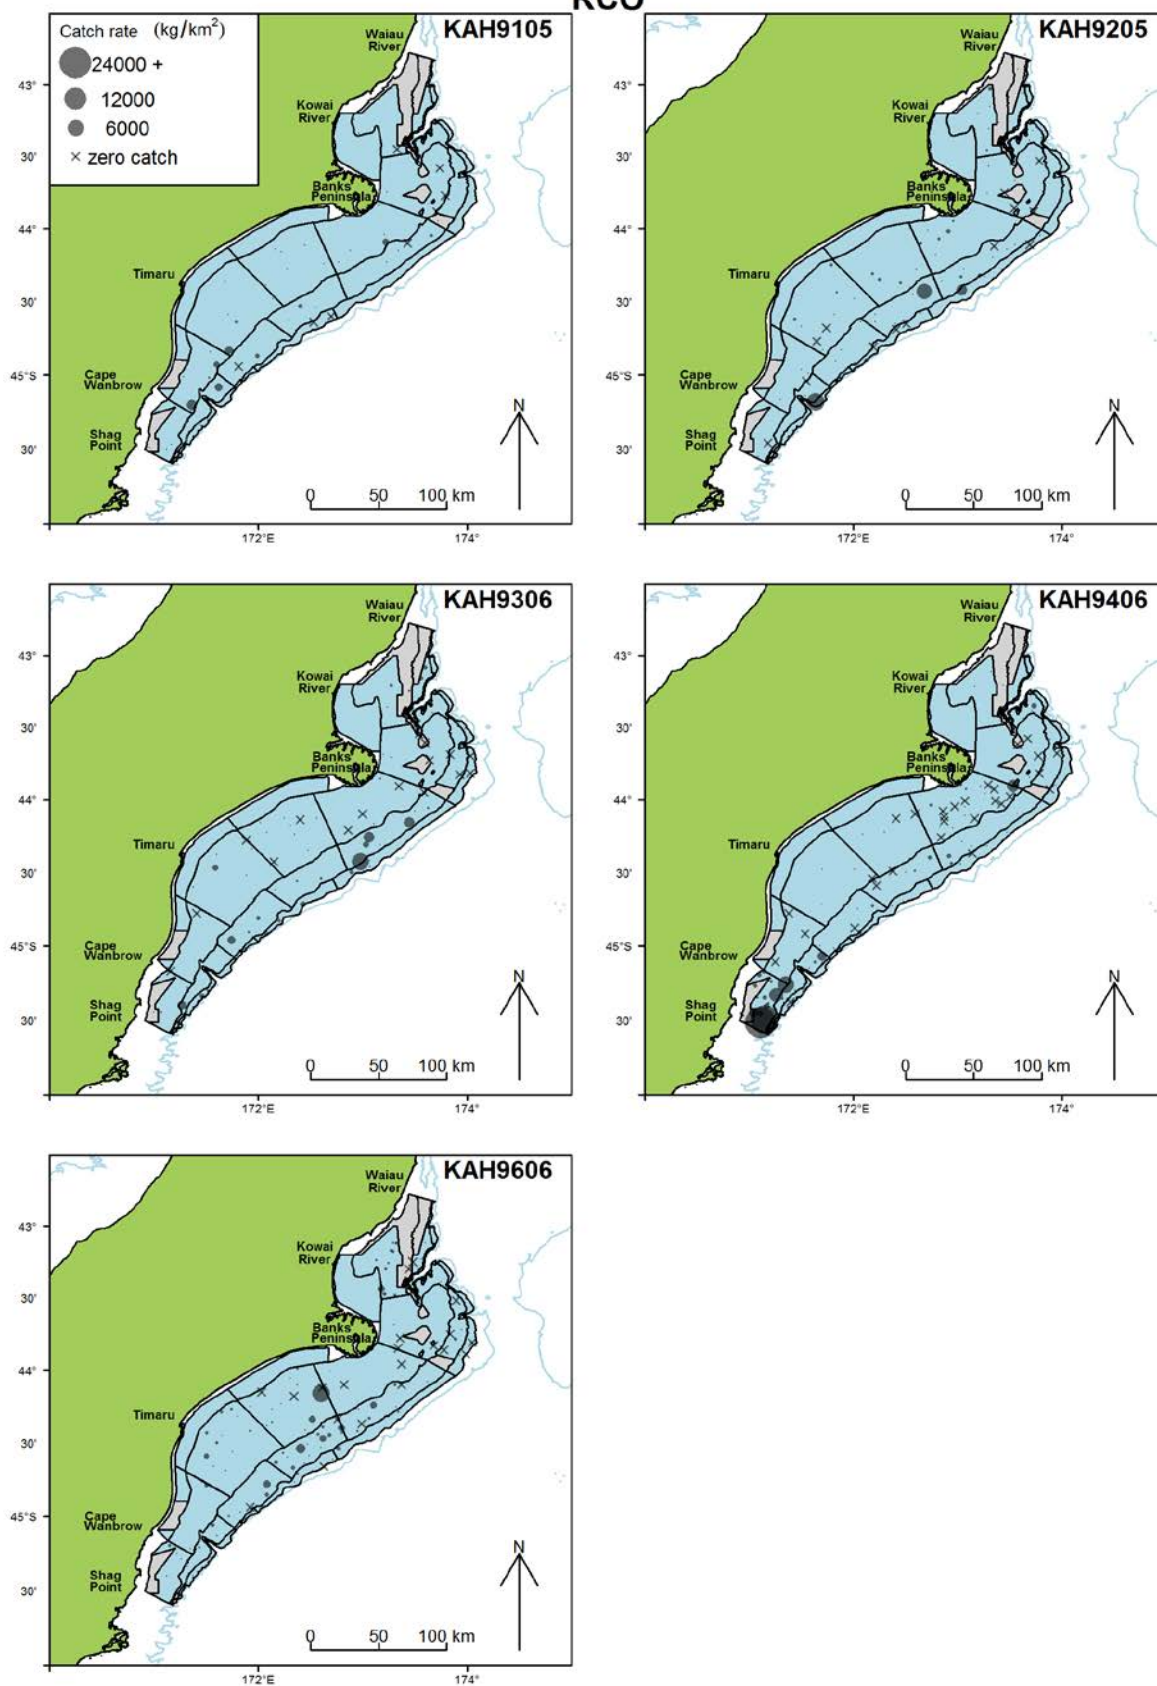 RCO
Catch rate (kg/km²)
24000 +
12000
6000
× zero catch
KAH9105
Waiau
River
Kowai
River
Banks
Peninsula
Timaru
Cape
Wanbrow
Shag
Point
43°
30'
44°
30'
45°S
30'
N
0 50 100 km
172°E 174°
KAH9205
Waiau
River
Kowai
River
Banks
Peninsula
Timaru
Cape
Wanbrow
Shag
Point
43°
30'
44°
30'
45°S
30'
N
0 50 100 km
172°E 174°
KAH9306
Waiau
River
Kowai
River
Banks
Peninsula
Timaru
Cape
Wanbrow
Shag
Point
43°
30'
44°
30'
45°S
30'
N
0 50 100 km
172°E 174°
KAH9406
Waiau
River
Kowai
River
Banks
Peninsula
Timaru
Cape
Wanbrow
Shag
Point
43°
30'
44°
30'
45°S
30'
N
0 50 100 km
172°E 174°
KAH9606
Waiau
River
Kowai
River
Banks
Peninsula
Timaru
Cape
Wanbrow
Shag
Point
43°
30'
44°
30'
45°S
30'
N
0 50 100 km
172°E 174°